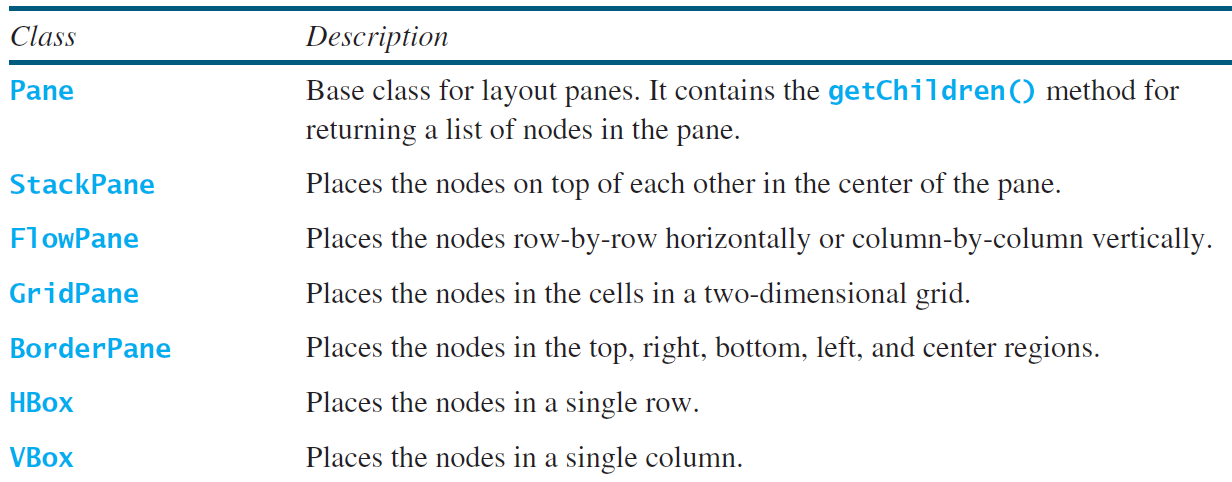 Class Description
Pane Base class for layout panes. It contains the getChildren() method for
returning a list of nodes in the pane.
StackPane Places the nodes on top of each other in the center of the pane.
FlowPane Places the nodes row-by-row horizontally or column-by-column vertically.
GridPane Places the nodes in the cells in a two-dimensional grid.
BorderPane Places the nodes in the top, right, bottom, left, and center regions.
HBox Places the nodes in a single row.
VBox Places the nodes in a single column.